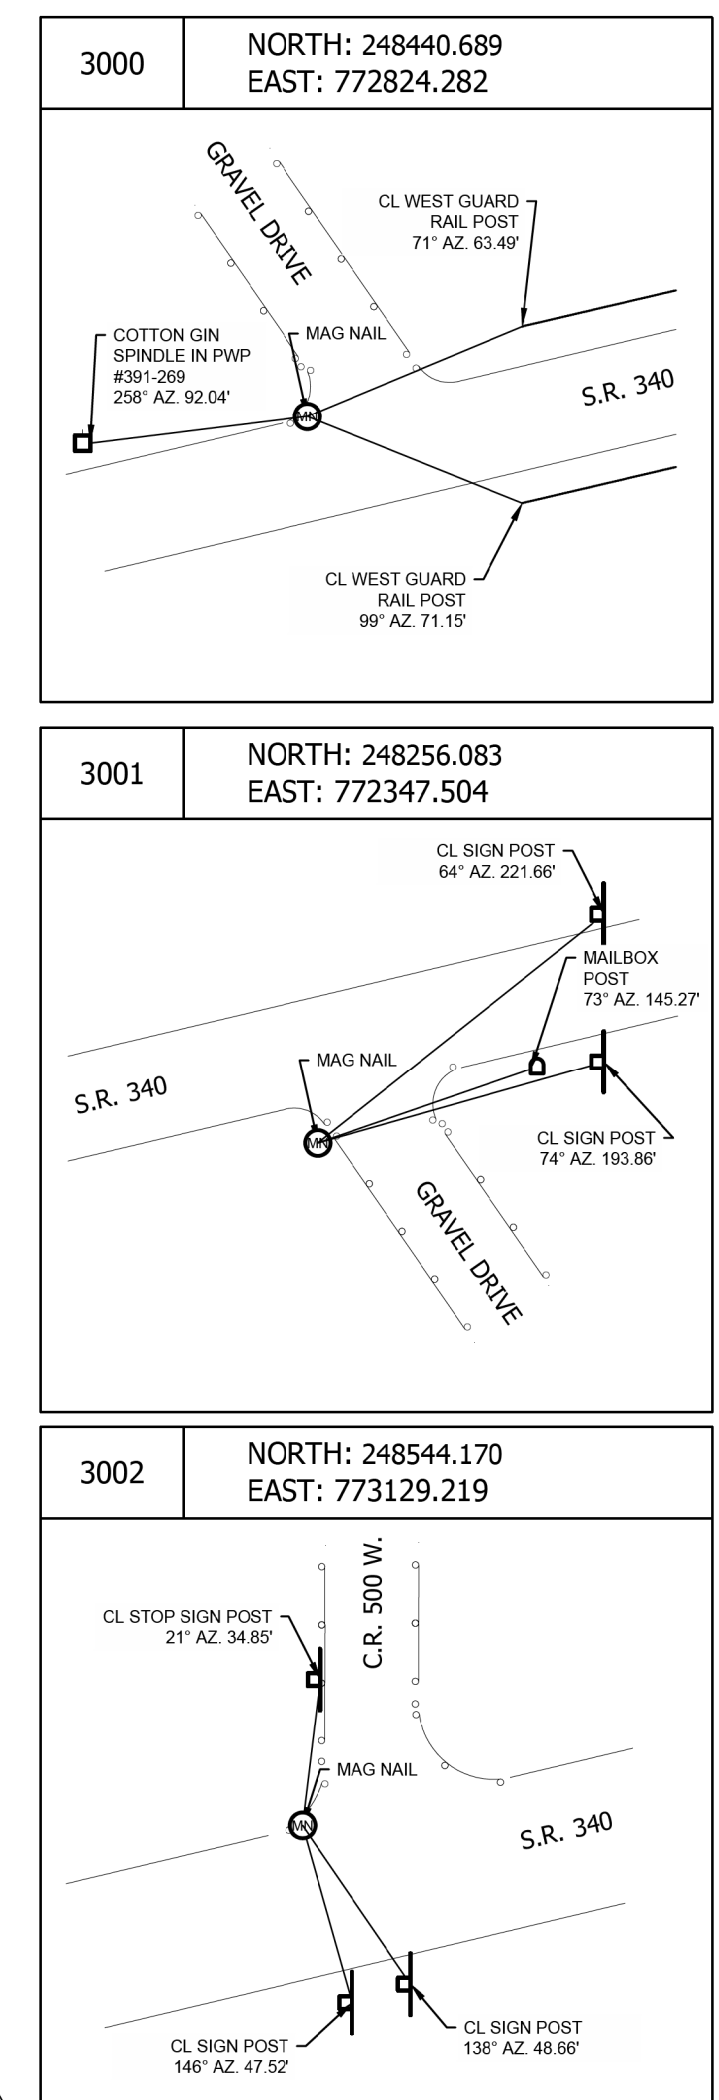 3000
NORTH: 248440.689
EAST: 772824.282
GRAVEL DRIVE
CL WEST GUARD
RAIL POST
71° AZ. 63.49'
COTTON GIN
SPINDLE IN PWP
#391-269
258° AZ. 92.04'
MAG NAIL
S.R. 340
MN
CL WEST GUARD
RAIL POST
99° AZ. 71.15'
3001
NORTH: 248256.083
EAST: 772347.504
CL SIGN POST
64° AZ. 221.66'
MAILBOX
POST
73° AZ. 145.27'
MAG NAIL
S.R. 340
MN
CL SIGN POST
74° AZ. 193.86'
GRAVEL DRIVE
3002
NORTH: 248544.170
EAST: 773129.219
C.R. 500 W.
CL STOP SIGN POST
21° AZ. 34.85'
MAG NAIL
MN
S.R. 340
CL SIGN POST
138° AZ. 48.66'
CL SIGN POST
146° AZ. 47.52'